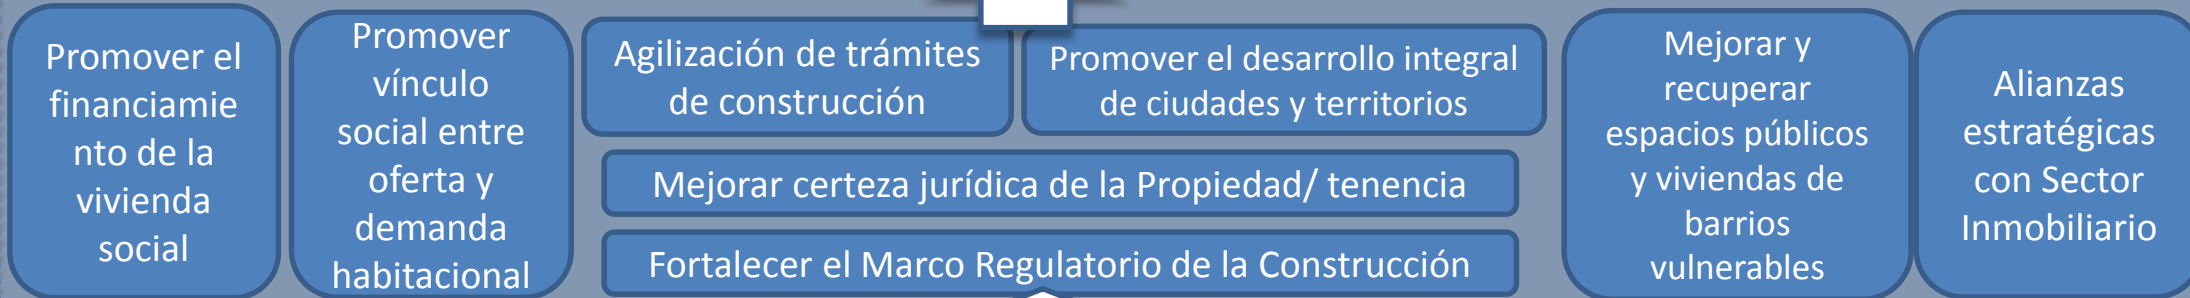 Promover el
financiamie
nto de la
vivienda
social
Promover
vínculo
social entre
oferta y
demanda
habitacional
Agilización de trámites
de construcción
Promover el desarrollo integral
de ciudades y territorios
Mejorar certeza jurídica de la Propiedad/ tenencia
Fortalecer el Marco Regulatorio de la Construcción
Mejorar y
recuperar
espacios públicos
y viviendas de
barrios
vulnerables
Alianzas
estratégicas
con Sector
Inmobiliario